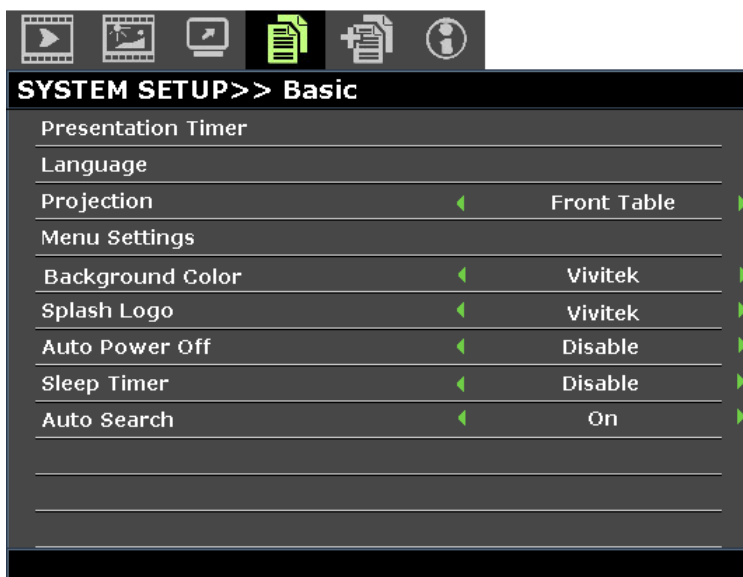 SYSTEM SETUP>> Basic
Presentation Timer
Language
Projection Front Table
Menu Settings
Background Color Vivitek
Splash Logo Vivitek
Auto Power Off Disable
Sleep Timer Disable
Auto Search On